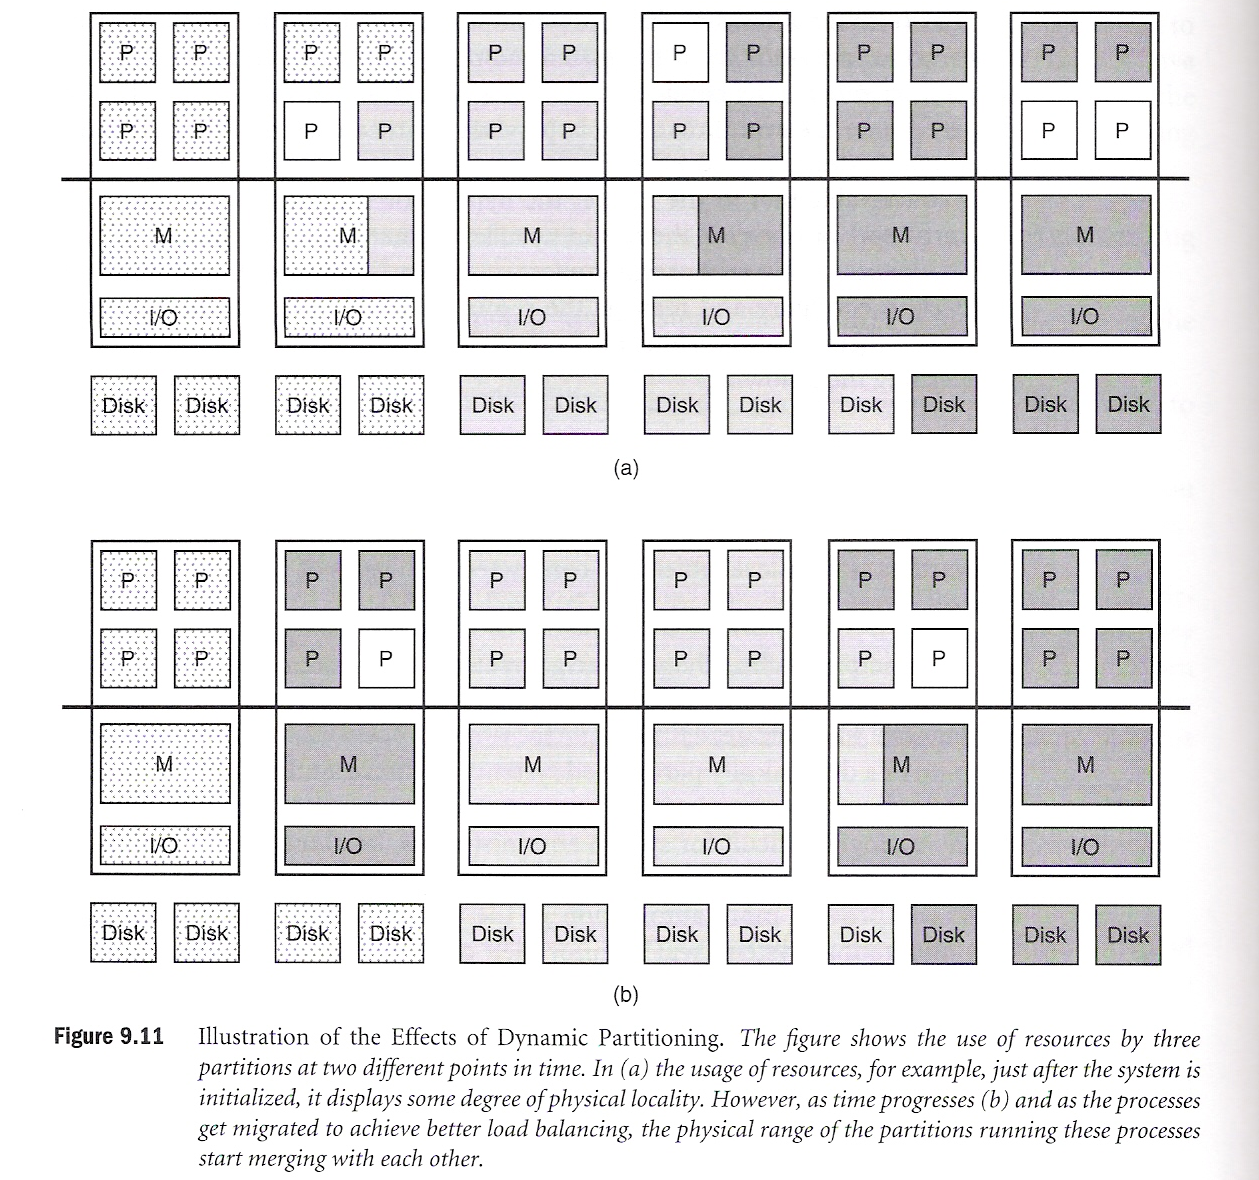 P P P P P P P P P P P P
P P P P P P P P P P P P
M M M M M M
I/O I/O I/O I/O I/O I/O
Disk Disk Disk Disk Disk Disk Disk Disk Disk Disk Disk Disk
(a)
P P P P P P P P P P P P
P P P P P P P P P P P P
M M M M M M
I/O I/O I/O I/O I/O I/O
Disk Disk Disk Disk Disk Disk Disk Disk Disk Disk Disk Disk
(b)
Figure 9.11 Illustration of the Effects of Dynamic Partitioning. The figure shows the use of resources by three
partitions at two different points in time. In (a) the usage of resources, for example, just after the system is
initialized, it displays some degree of physical locality. However, as time progresses (b) and as the processes
get migrated to achieve better load balancing, the physical range of the partitions running these processes
start merging with each other.